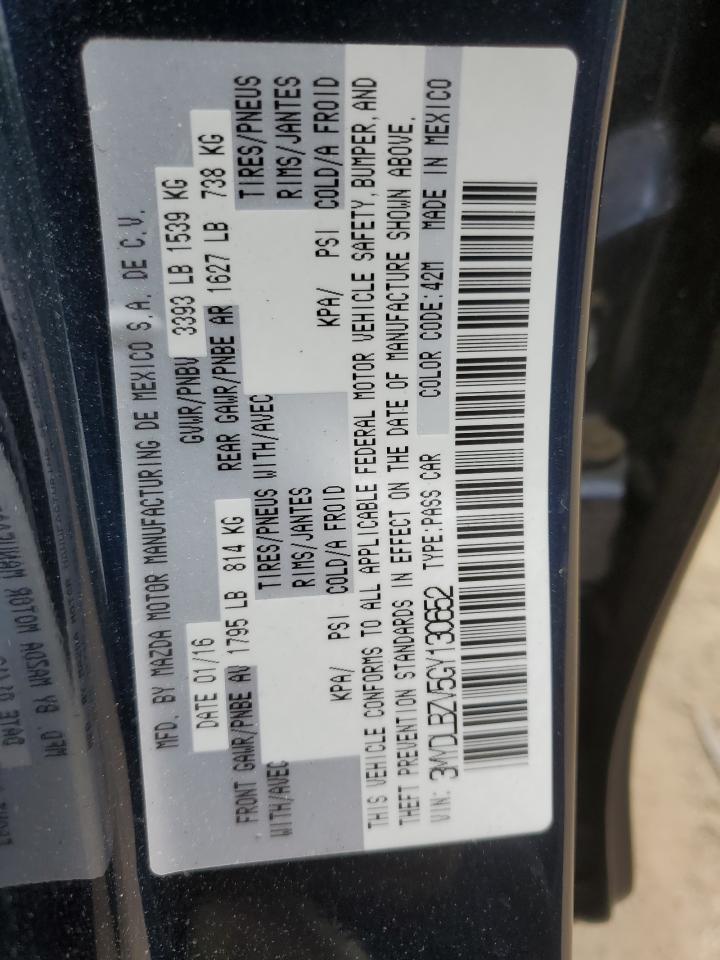 MFD. BY MAZDA MOTOR MANUFACTURING DE MEXICO S.A. DE C.V.
DATE 01/16 GVWR/PNBV 3393 LB 1539 KG
FRONT GAWR/PNBE AV 1795 LB 814 KG REAR GAWR/PNBE AR 1627 LB 738 KG
WITH/AVEC TIRES/PNEUS WITH/AVEC TIRES/PNEUS
RIMS/JANTES RIMS/JANTES
KPA/ PSI COLD/A FROID KPA/ PSI COLD/A FROID
THIS VEHICLE CONFORMS TO ALL APPLICABLE FEDERAL MOTOR VEHICLE SAFETY, BUMPER, AND
THEFT PREVENTION STANDARDS IN EFFECT ON THE DATE OF MANUFACTURE SHOWN ABOVE.
VIN: 3MYDLBZV5GY130652 TYPE:PASS CAR COLOR CODE:42M MADE IN MEXICO